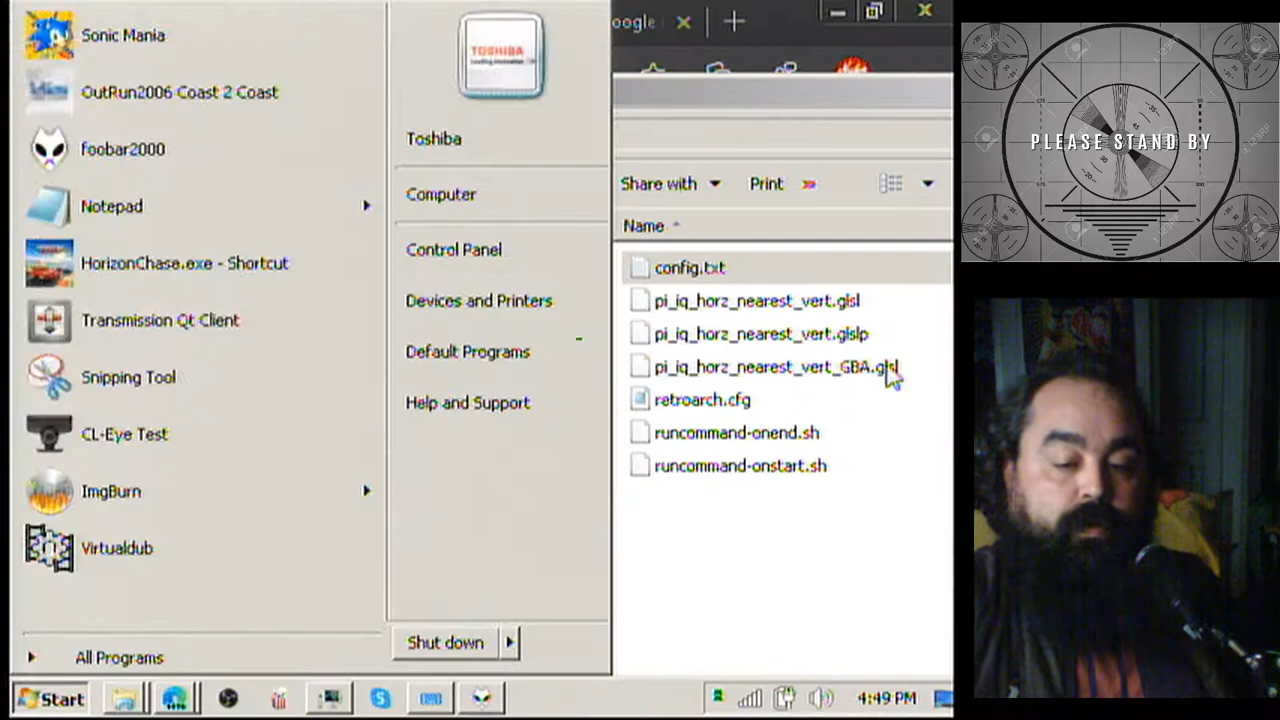 Sonic Mania
OutRun2006 Coast 2 Coast
foobar2000
Notepad
HorizonChase.exe - Shortcut
Transmission Qt Client
Snipping Tool
CL-Eye Test
ImgBurn
Virtualdub
All Programs
TOSHIBA
Toshiba
Computer
Control Panel
Devices and Printers
Default Programs
Help and Support
Shut down
oogle
Share with
Print
Name
config.txt
pi_iq_horz_nearest_vert.glsl
pi_iq_horz_nearest_vert.glslp
pi_iq_horz_nearest_vert_GBA.glsl
retroarch.cfg
runcommand-onend.sh
runcommand-onstart.sh
Start
4:49 PM
PLEASE STAND BY